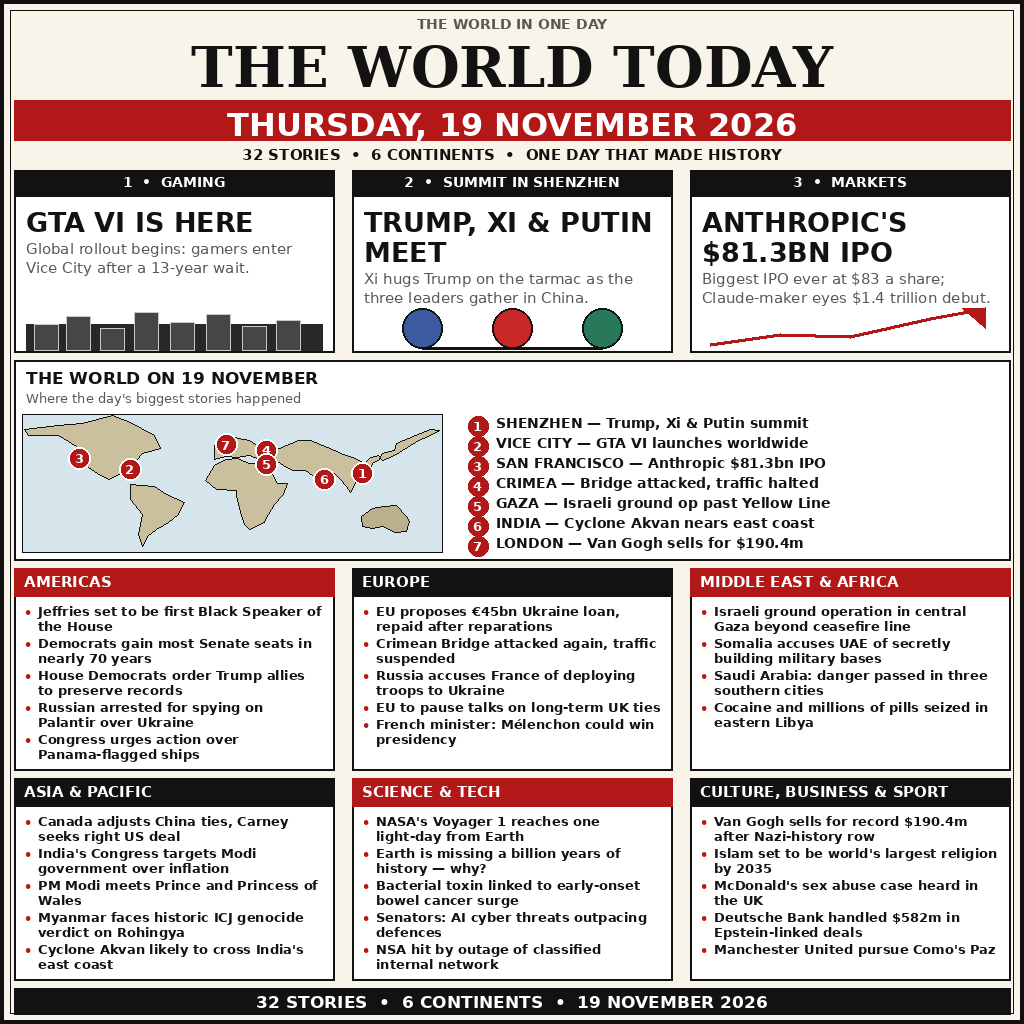 THE WORLD IN ONE DAY
THE WORLD TODAY
THURSDAY, 19 NOVEMBER 2026
32 STORIES • 6 CONTINENTS • ONE DAY THAT MADE HISTORY
1 • GAMING
GTA VI IS HERE
Global rollout begins: gamers enter
Vice City after a 13-year wait.
2 • SUMMIT IN SHENZHEN
TRUMP, XI & PUTIN
MEET
Xi hugs Trump on the tarmac as the
three leaders gather in China.
3 • MARKETS
ANTHROPIC'S
$81.3BN IPO
Biggest IPO ever at $83 a share;
Claude-maker eyes $1.4 trillion debut.
THE WORLD ON 19 NOVEMBER
Where the day's biggest stories happened
3
2
7
4
5
6
1
1 SHENZHEN — Trump, Xi & Putin summit
2 VICE CITY — GTA VI launches worldwide
3 SAN FRANCISCO — Anthropic $81.3bn IPO
4 CRIMEA — Bridge attacked, traffic halted
5 GAZA — Israeli ground op past Yellow Line
6 INDIA — Cyclone Akvan nears east coast
7 LONDON — Van Gogh sells for $190.4m
AMERICAS
• Jeffries set to be first Black Speaker of
the House
• Democrats gain most Senate seats in
nearly 70 years
• House Democrats order Trump allies
to preserve records
• Russian arrested for spying on
Palantir over Ukraine
• Congress urges action over
Panama-flagged ships
EUROPE
• EU proposes €45bn Ukraine loan,
repaid after reparations
• Crimean Bridge attacked again, traffic
suspended
• Russia accuses France of deploying
troops to Ukraine
• EU to pause talks on long-term UK ties
• French minister: Mélenchon could win
presidency
MIDDLE EAST & AFRICA
• Israeli ground operation in central
Gaza beyond ceasefire line
• Somalia accuses UAE of secretly
building military bases
• Saudi Arabia: danger passed in three
southern cities
• Cocaine and millions of pills seized in
eastern Libya
ASIA & PACIFIC
• Canada adjusts China ties, Carney
seeks right US deal
• India's Congress targets Modi
government over inflation
• PM Modi meets Prince and Princess of
Wales
• Myanmar faces historic ICJ genocide
verdict on Rohingya
• Cyclone Akvan likely to cross India's
east coast
SCIENCE & TECH
• NASA's Voyager 1 reaches one
light-day from Earth
• Earth is missing a billion years of
history — why?
• Bacterial toxin linked to early-onset
bowel cancer surge
• Senators: AI cyber threats outpacing
defences
• NSA hit by outage of classified
internal network
CULTURE, BUSINESS & SPORT
• Van Gogh sells for record $190.4m
after Nazi-history row
• Islam set to be world's largest religion
by 2035
• McDonald's sex abuse case heard in
the UK
• Deutsche Bank handled $582m in
Epstein-linked deals
• Manchester United pursue Como's Paz
32 STORIES • 6 CONTINENTS • 19 NOVEMBER 2026